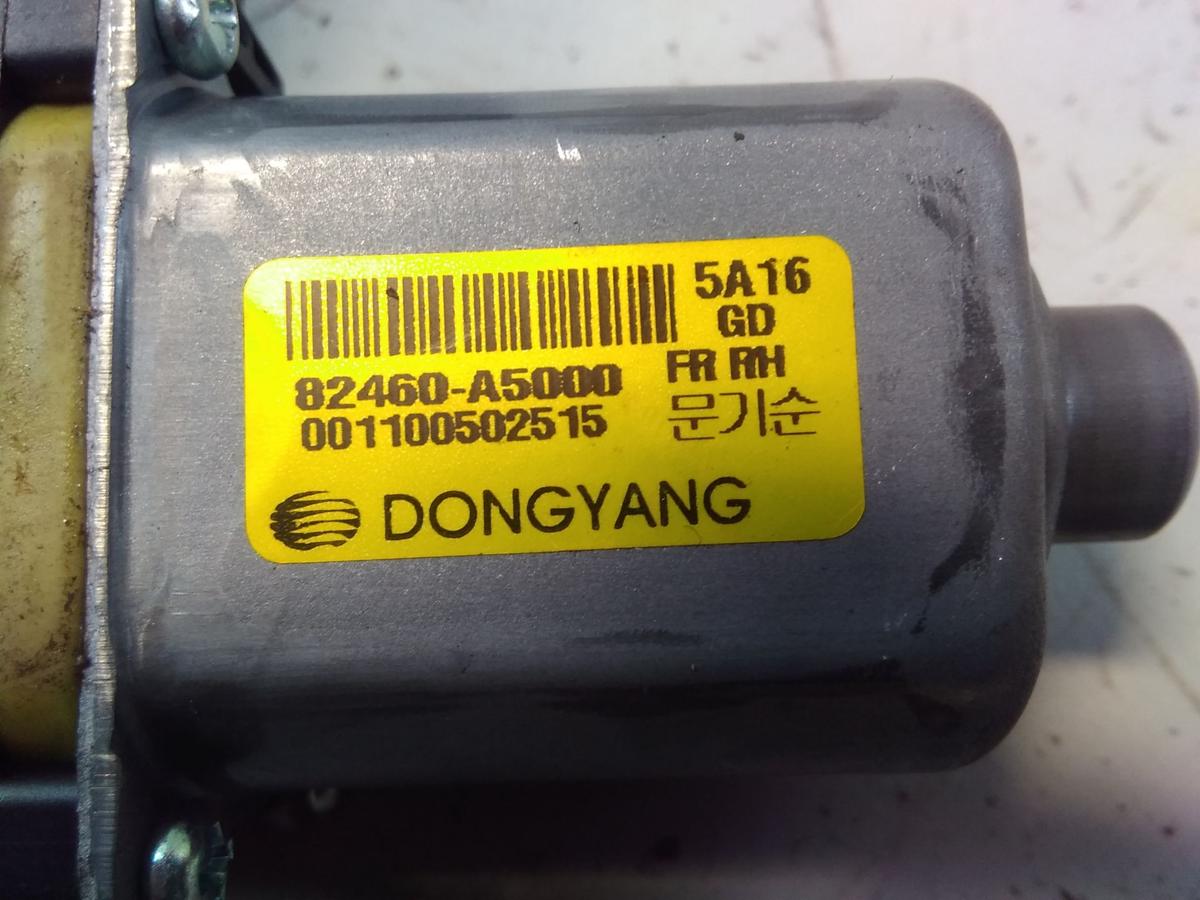 5A16
GD
82460-A5000
FR RH
001100502515
문기순
DONGYANG